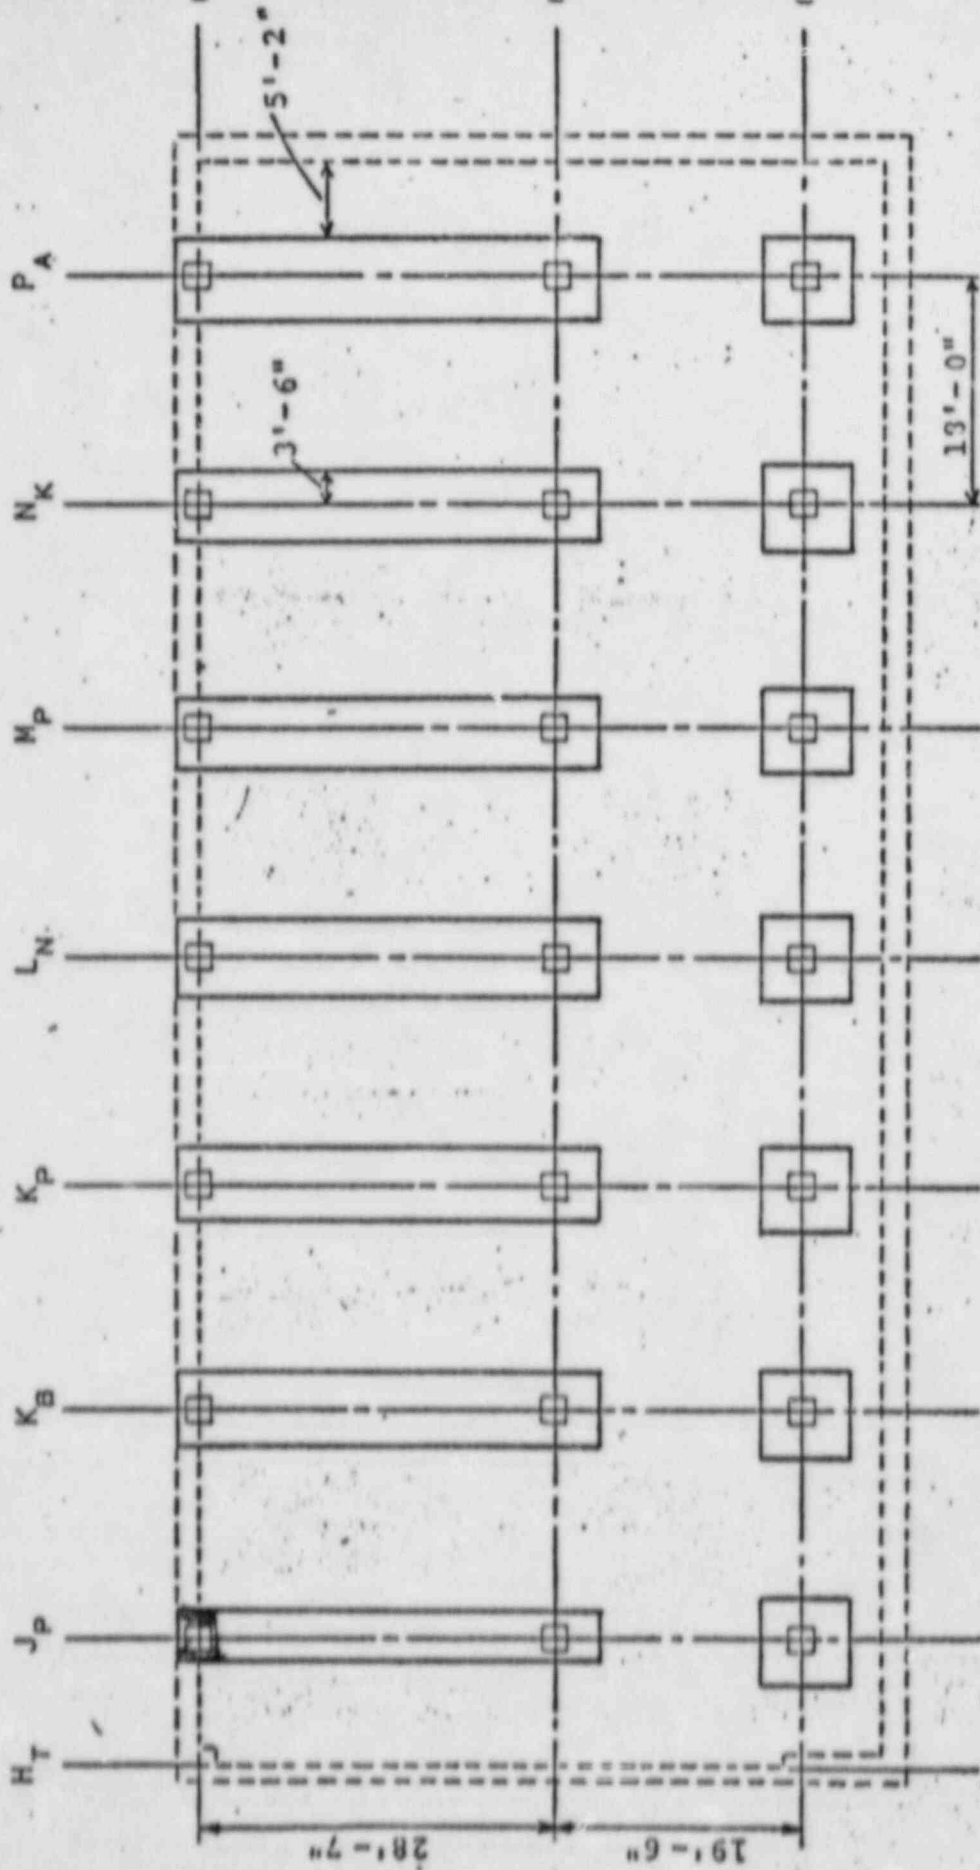 H_T
J_P
K_B
K_P
L_N
M_P
N_K
P_A
28'-7"
19'-6"
3'-6"
5'-2"
13'-0"